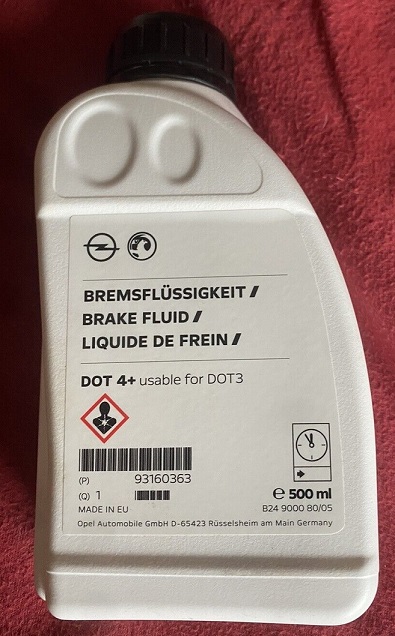 BREMSFLÜSSIGKEIT /
BRAKE FLUID /
LIQUIDE DE FREIN /
DOT 4+ usable for DOT3
(P) 93160363
(Q) 1
MADE IN EU
℮ 500 ml
B24 9000 80/05
Opel Automobile GmbH D-65423 Rüsselsheim am Main Germany